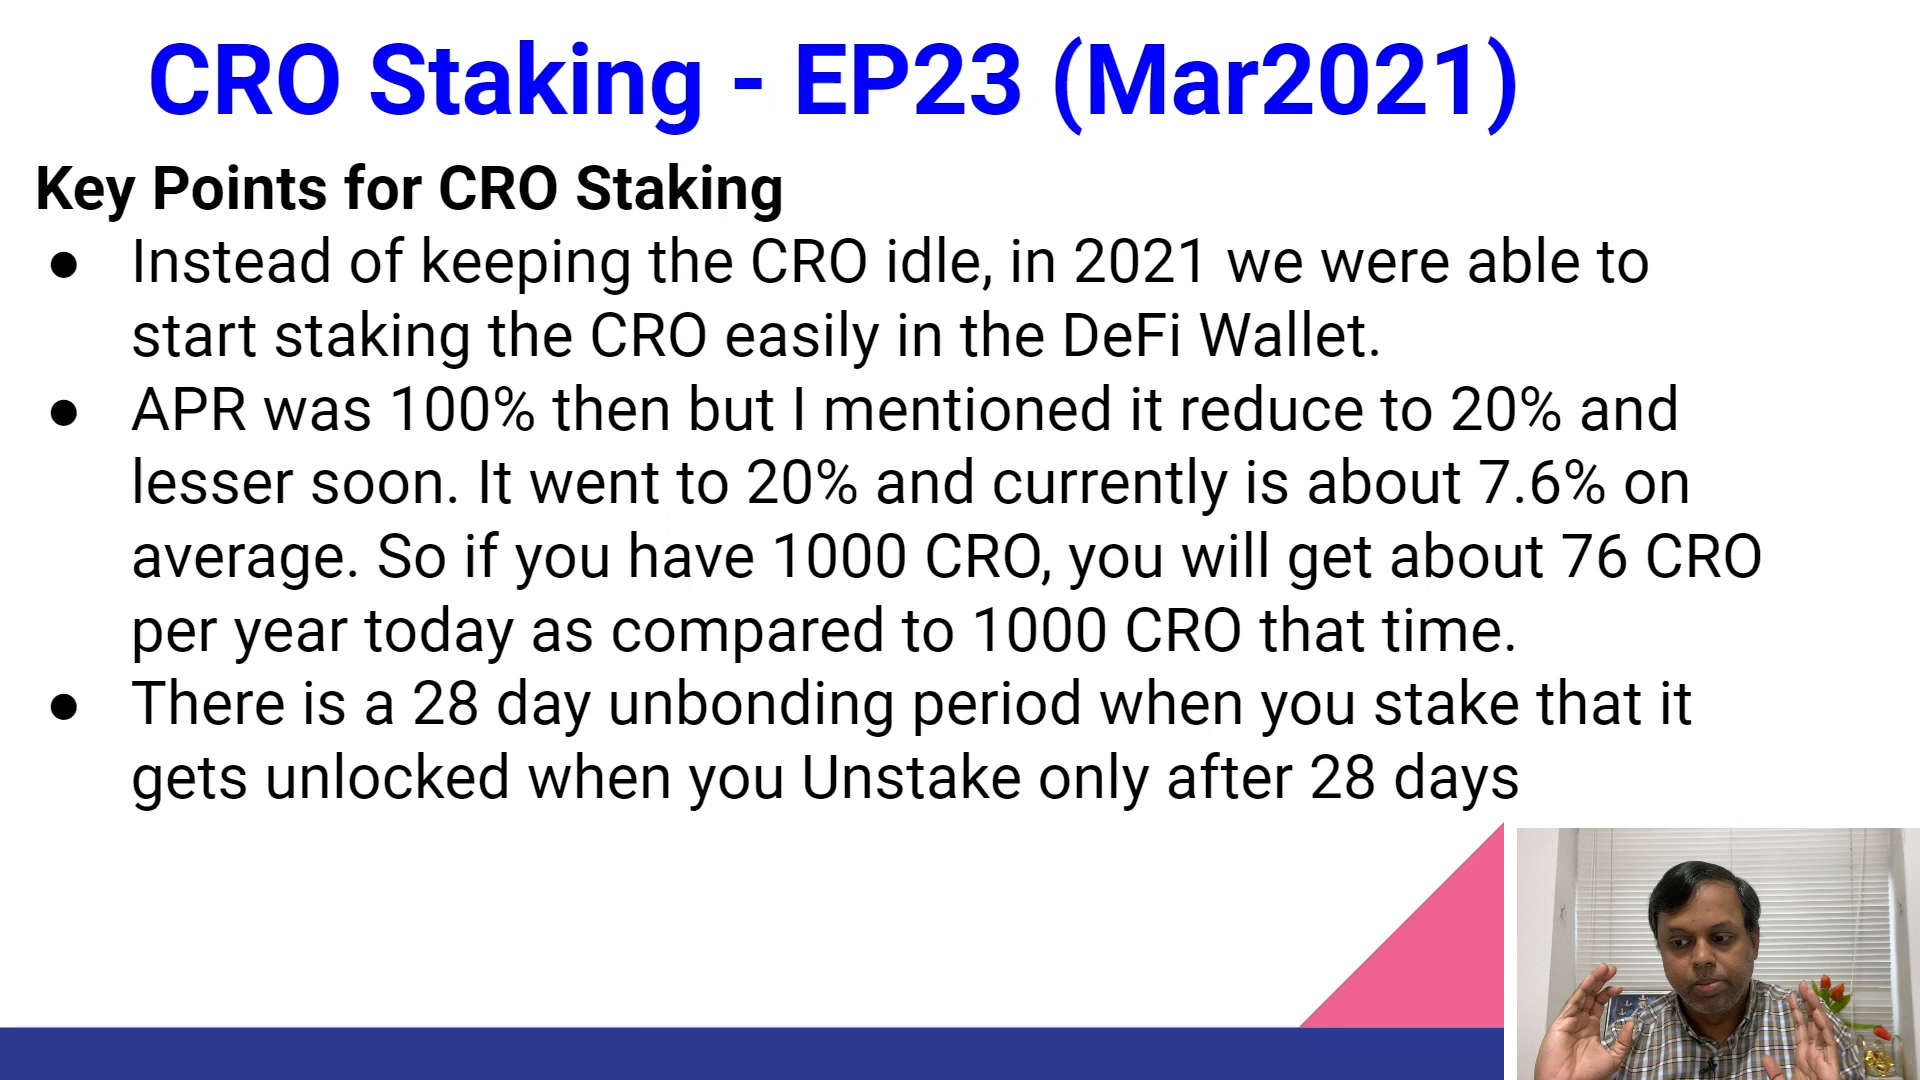 CRO Staking - EP23 (Mar2021)
Key Points for CRO Staking
● Instead of keeping the CRO idle, in 2021 we were able to
start staking the CRO easily in the DeFi Wallet.
● APR was 100% then but I mentioned it reduce to 20% and
lesser soon. It went to 20% and currently is about 7.6% on
average. So if you have 1000 CRO, you will get about 76 CRO
per year today as compared to 1000 CRO that time.
● There is a 28 day unbonding period when you stake that it
gets unlocked when you Unstake only after 28 days